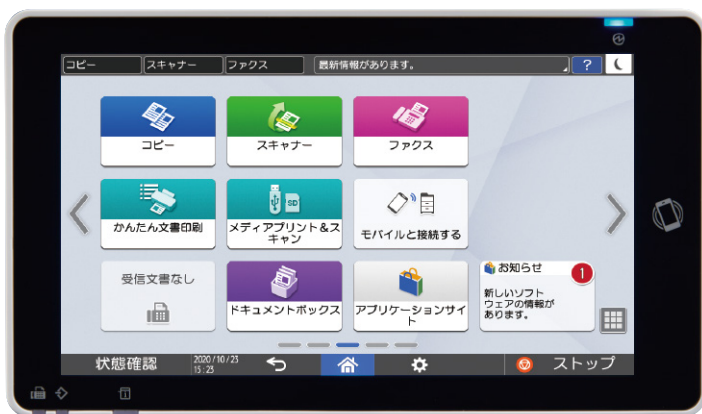 コピー
スキャナー
ファクス
最新情報があります。
?
コピー
スキャナー
ファクス
かんたん文書印刷
SD
メディアプリント&ス
キャン
モバイルと接続する
受信文書なし
ドキュメントボックス
アプリケーションサイ
ト
お知らせ
1
新しいソフト
ウェアの情報が
あります。
状態確認
2020/10/23
15:23
ストップ